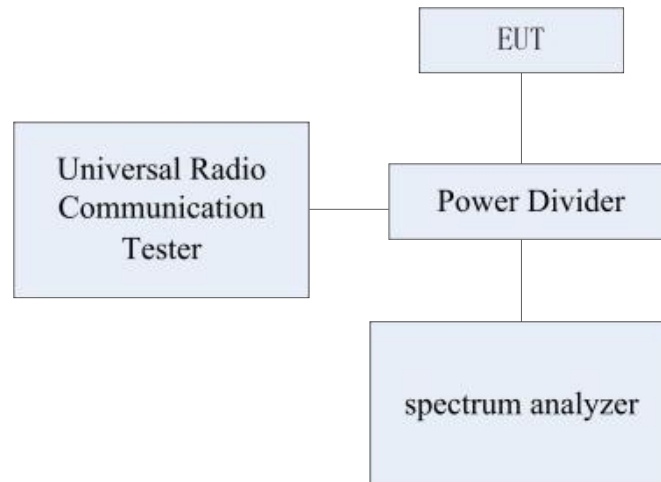 EUT
Universal Radio
Communication
Tester
Power Divider
spectrum analyzer